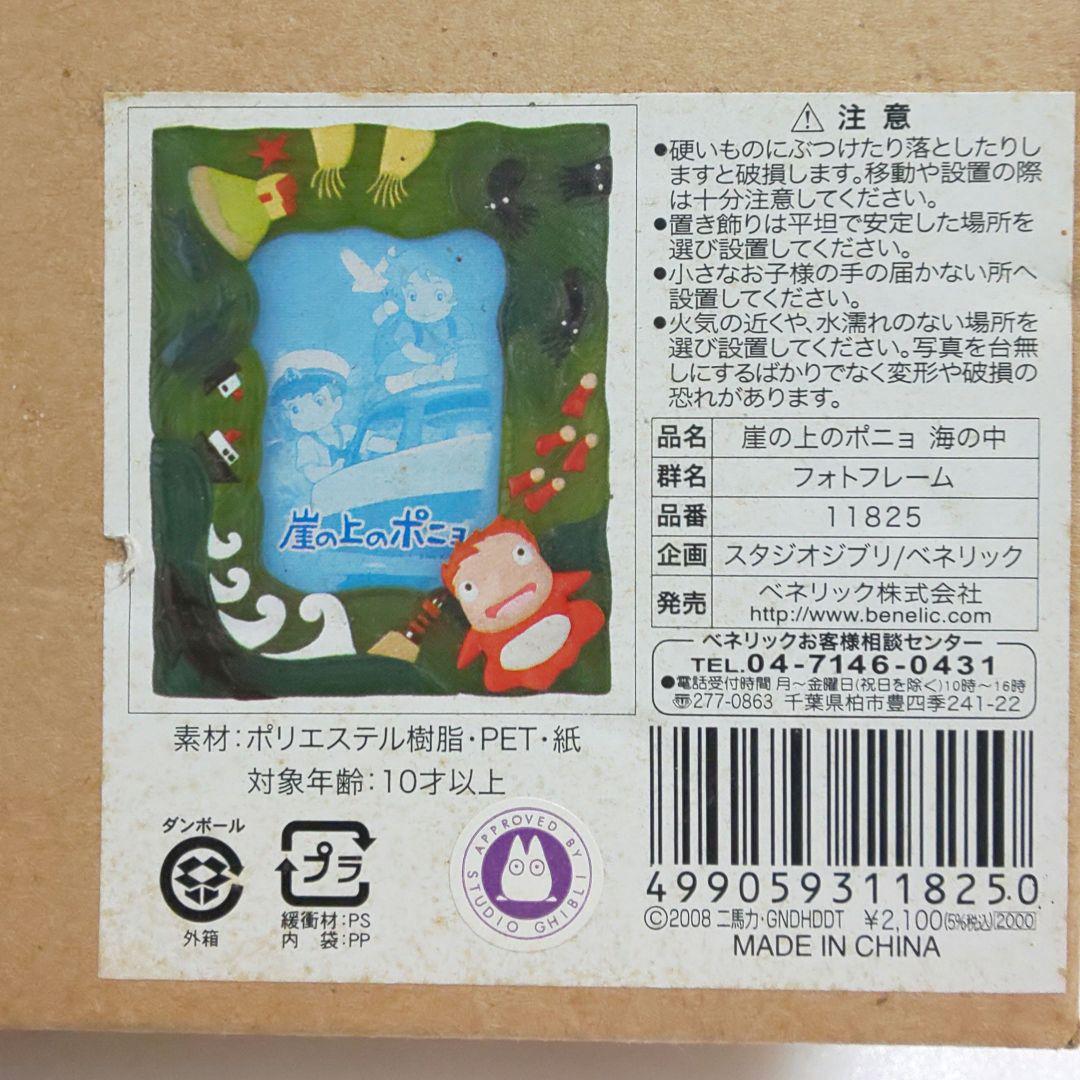 崖の上のポニョ
素材:ポリエステル樹脂・PET・紙
対象年齢:10才以上
ダンボール
外箱
プラ
緩衝材:PS
内 袋:PP
APPROVED BY
STUDIO GHIBLI
⚠ 注 意
●硬いものにぶつけたり落としたりし
ますと破損します。移動や設置の際
は十分注意してください。
●置き飾りは平坦で安定した場所を
選び設置してください。
●小さなお子様の手の届かない所へ
設置してください。
●火気の近くや、水濡れのない場所を
選び設置してください。写真を台無
しにするばかりでなく変形や破損の
恐れがあります。
品名 崖の上のポニョ 海の中
群名 フォトフレーム
品番 11825
企画 スタジオジブリ/ベネリック
発売 ベネリック株式会社
http://www.benelic.com
ベネリックお客様相談センター
TEL.04-7146-0431
●電話受付時間 月〜金曜日(祝日を除く)10時〜16時
〒277-0863 千葉県柏市豊四季241-22
4990593118250
©2008 二馬力・GNDHDDT ¥2,100(5%税込)2000
MADE IN CHINA